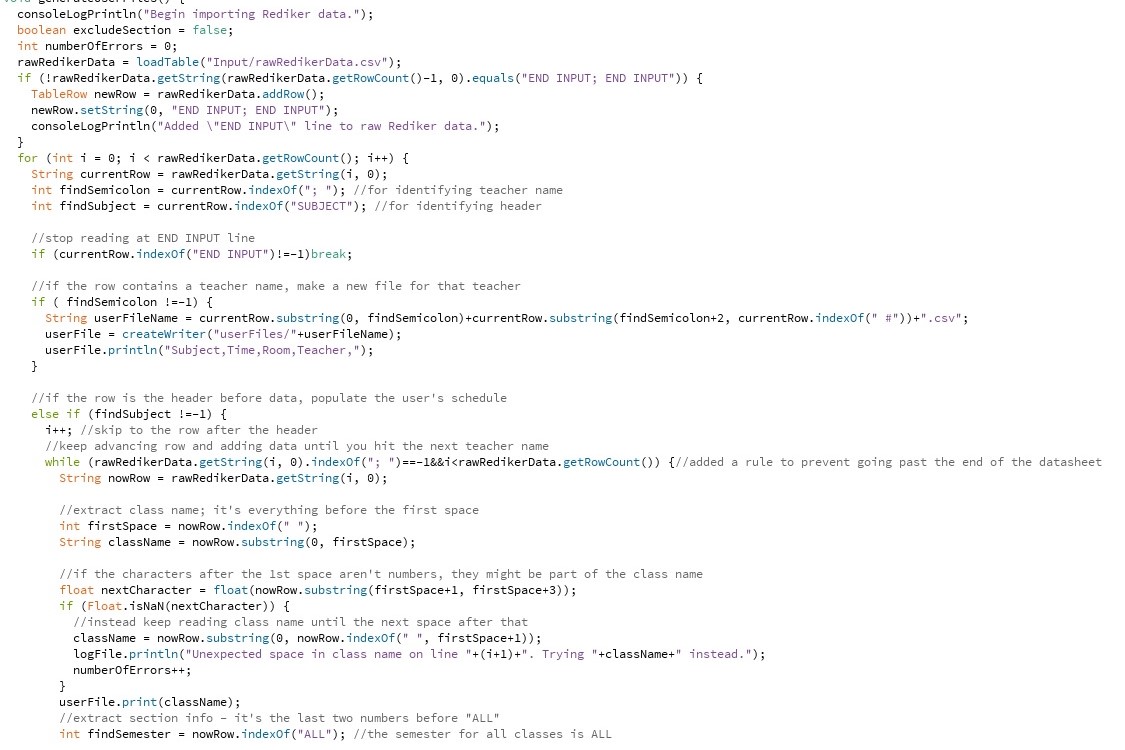 void generateUserFiles() {
  consoleLogPrintln("Begin importing Rediker data.");
  boolean excludeSection = false;
  int numberOfErrors = 0;
  rawRedikerData = loadTable("Input/rawRedikerData.csv");
  if (!rawRedikerData.getString(rawRedikerData.getRowCount()-1, 0).equals("END INPUT; END INPUT")) {
    TableRow newRow = rawRedikerData.addRow();
    newRow.setString(0, "END INPUT; END INPUT");
    consoleLogPrintln("Added \"END INPUT\" line to raw Rediker data.");
  }
  for (int i = 0; i < rawRedikerData.getRowCount(); i++) {
    String currentRow = rawRedikerData.getString(i, 0);
    int findSemicolon = currentRow.indexOf("; "); //for identifying teacher name
    int findSubject = currentRow.indexOf("SUBJECT"); //for identifying header

    //stop reading at END INPUT line
    if (currentRow.indexOf("END INPUT")!=-1)break;

    //if the row contains a teacher name, make a new file for that teacher
    if ( findSemicolon !=-1) {
      String userFileName = currentRow.substring(0, findSemicolon)+currentRow.substring(findSemicolon+2, currentRow.indexOf(" #"))+".csv";
      userFile = createWriter("userFiles/"+userFileName);
      userFile.println("Subject,Time,Room,Teacher,");
    }

    //if the row is the header before data, populate the user's schedule
    else if (findSubject !=-1) {
      i++; //skip to the row after the header
      //keep advancing row and adding data until you hit the next teacher name
      while (rawRedikerData.getString(i, 0).indexOf("; ")==-1&&i<rawRedikerData.getRowCount()) {//added a rule to prevent going past the end of the datasheet
        String nowRow = rawRedikerData.getString(i, 0);

        //extract class name; it's everything before the first space
        int firstSpace = nowRow.indexOf(" ");
        String className = nowRow.substring(0, firstSpace);

        //if the characters after the 1st space aren't numbers, they might be part of the class name
        float nextCharacter = float(nowRow.substring(firstSpace+1, firstSpace+3));
        if (Float.isNaN(nextCharacter)) {
          //instead keep reading class name until the next space after that
          className = nowRow.substring(0, nowRow.indexOf(" ", firstSpace+1));
          logFile.println("Unexpected space in class name on line "+(i+1)+". Trying "+className+" instead.");
          numberOfErrors++;
        }
        userFile.print(className);
        //extract section info - it's the last two numbers before "ALL"
        int findSemester = nowRow.indexOf("ALL"); //the semester for all classes is ALL